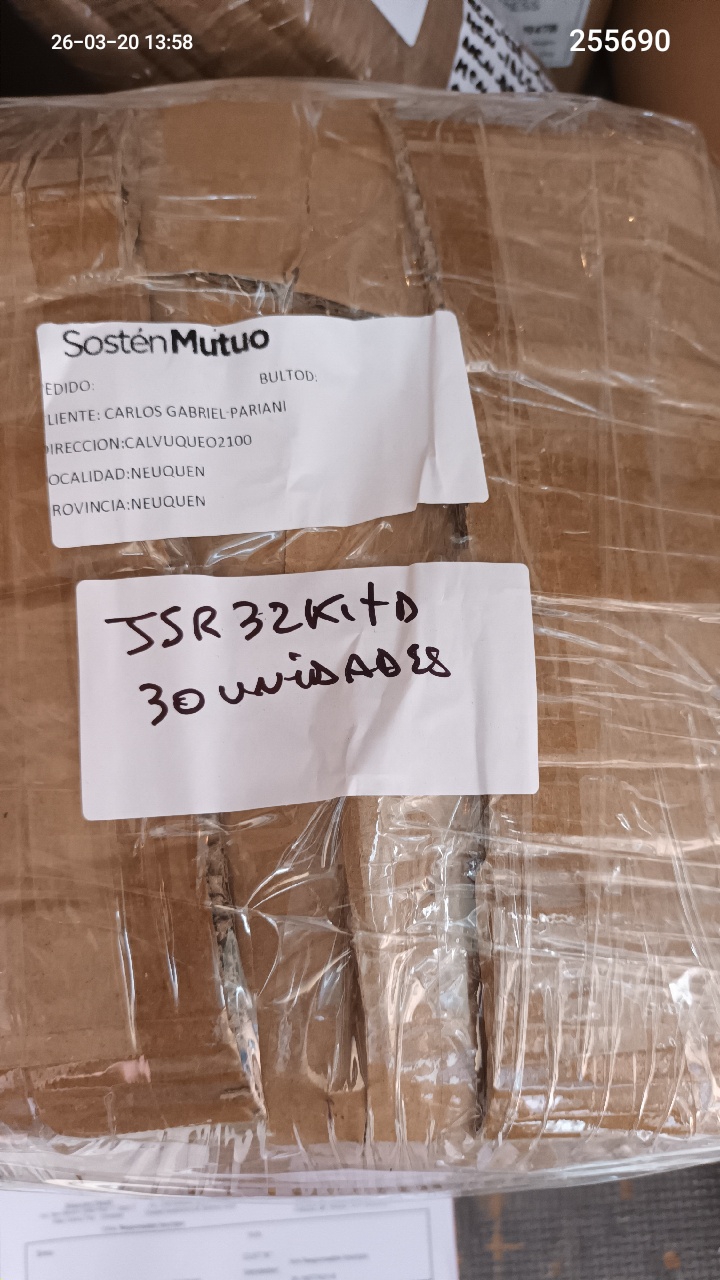 26-03-20 13:58
255690
SosténMutuo
EDIDO:
BULTOD:
LIENTE: CARLOS GABRIEL-PARIANI
IRECCION:CALVUQUEO2100
OCALIDAD:NEUQUEN
ROVINCIA:NEUQUEN
JSR32KitD
30 UNIDADES